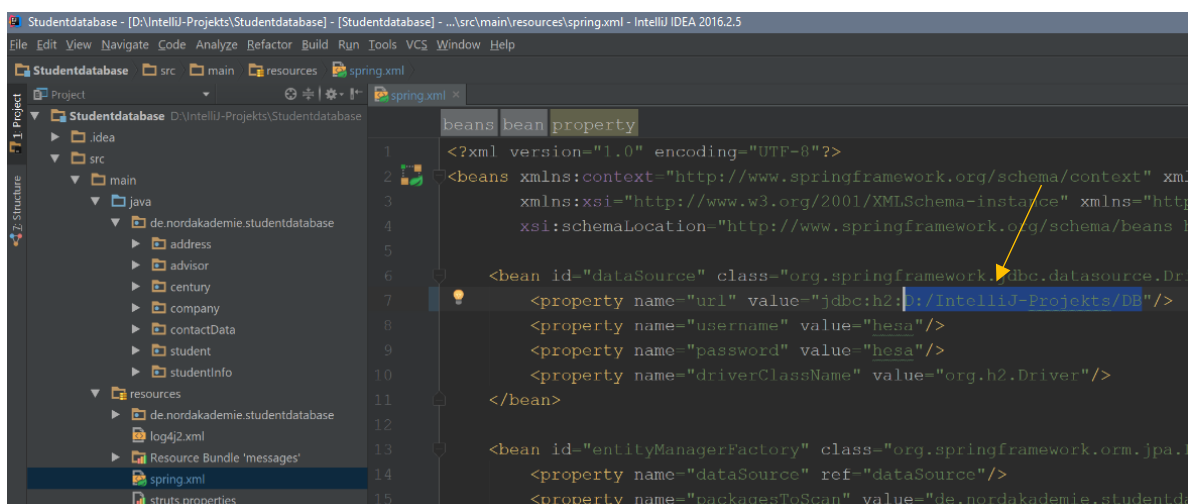 Studentdatabase - [D:\IntelliJ-Projekts\Studentdatabase] - [Studentdatabase] - ...\src\main\resources\spring.xml - IntelliJ IDEA 2016.2.5
File Edit View Navigate Code Analyze Refactor Build Run Tools VCS Window Help
Studentdatabase src main resources spring.xml
1: Project
Z: Structure
Project
Studentdatabase D:\IntelliJ-Projekts\Studentdatabase
.idea
src
main
java
de.nordakademie.studentdatabase
address
advisor
century
company
contactData
student
studentInfo
resources
de.nordakademie.studentdatabase
log4j2.xml
Resource Bundle 'messages'
spring.xml
struts.properties
spring.xml
beans bean property
1 <?xml version="1.0" encoding="UTF-8"?>
2 <beans xmlns:context="http://www.springframework.org/schema/context" xml
3 xmlns:xsi="http://www.w3.org/2001/XMLSchema-instance" xmlns="http
4 xsi:schemaLocation="http://www.springframework.org/schema/beans h
5
6 <bean id="dataSource" class="org.springframework.jdbc.datasource.Dri
7 <property name="url" value="jdbc:h2:D:/IntelliJ-Projekts/DB"/>
8 <property name="username" value="hesa"/>
9 <property name="password" value="hesa"/>
10 <property name="driverClassName" value="org.h2.Driver"/>
11 </bean>
12
13 <bean id="entityManagerFactory" class="org.springframework.orm.jpa.
14 <property name="dataSource" ref="dataSource"/>
15 <property name="packagesToScan" value="de.nordakademie.studentda